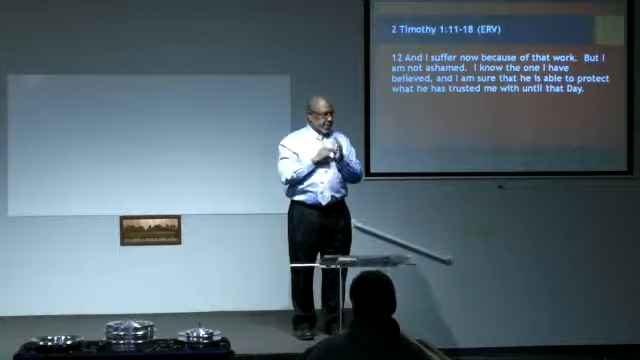 2 Timothy 1:11-18 (ERV)
12 And I suffer now because of that work.  But I
am not ashamed.  I know the one I have
believed, and I am sure that he is able to protect
what he has trusted me with until that Day.